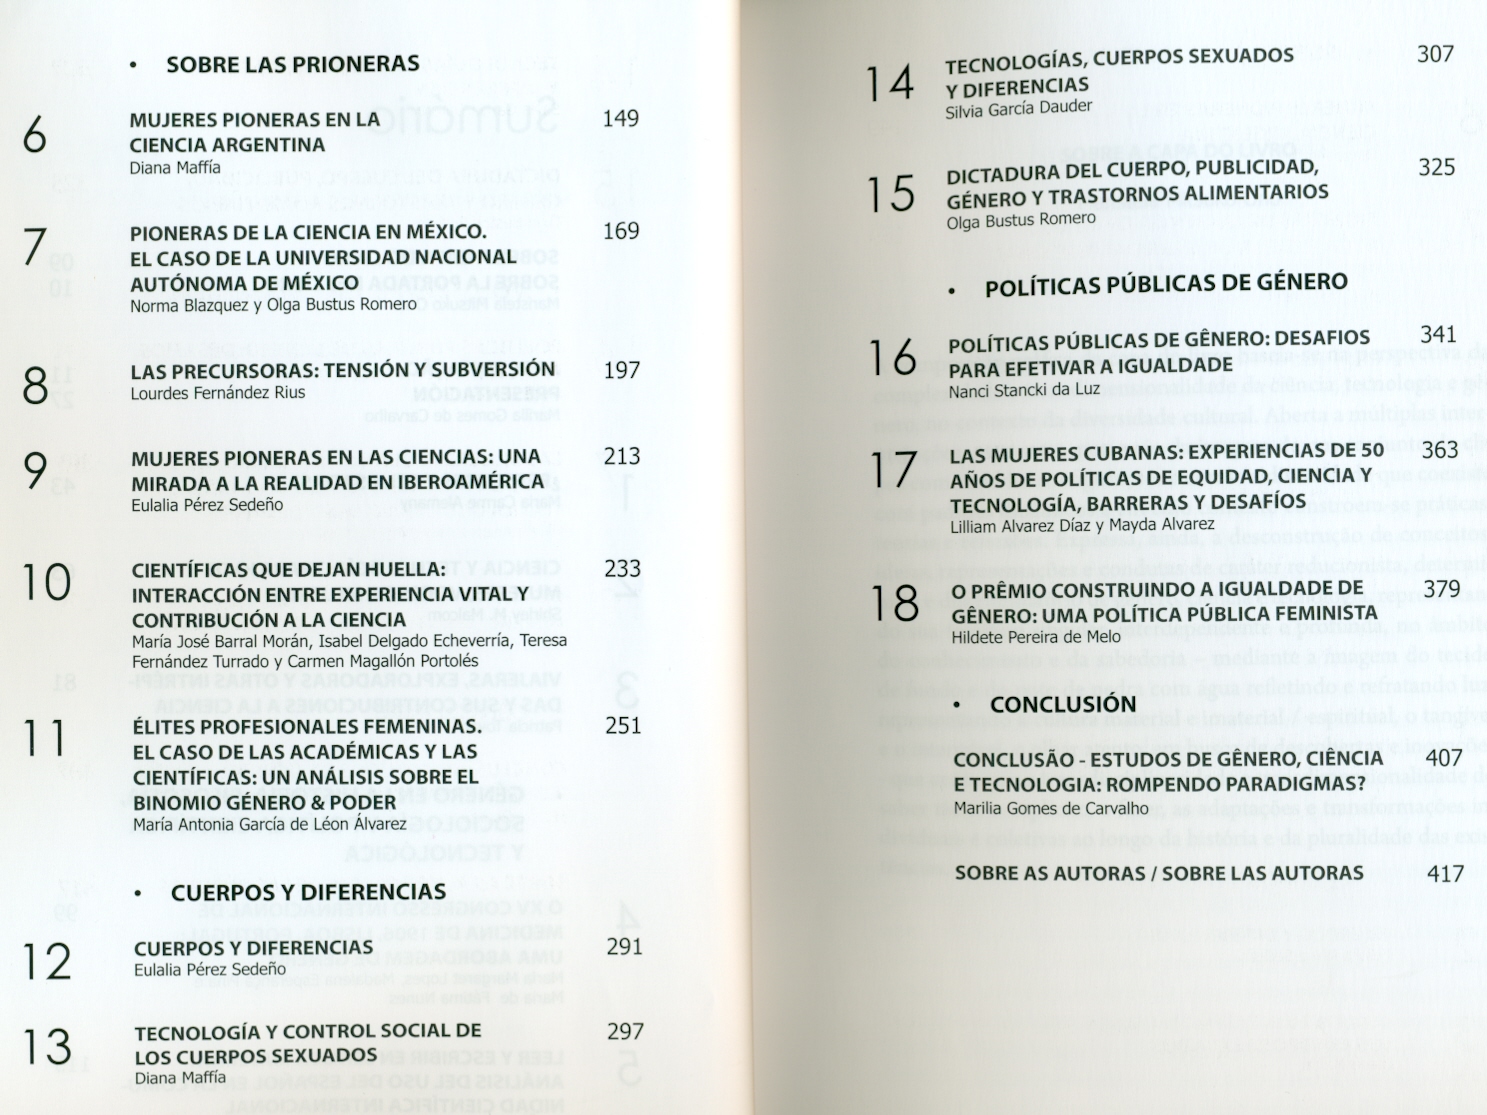 • SOBRE LAS PRIONERAS
6 MUJERES PIONERAS EN LA 149
CIENCIA ARGENTINA
Diana Maffía
7 PIONERAS DE LA CIENCIA EN MÉXICO. 169
EL CASO DE LA UNIVERSIDAD NACIONAL
AUTÓNOMA DE MÉXICO
Norma Blazquez y Olga Bustus Romero
8 LAS PRECURSORAS: TENSIÓN Y SUBVERSIÓN 197
Lourdes Fernández Rius
9 MUJERES PIONERAS EN LAS CIENCIAS: UNA 213
MIRADA A LA REALIDAD EN IBEROAMÉRICA
Eulalia Pérez Sedeño
10 CIENTÍFICAS QUE DEJAN HUELLA: 233
INTERACCIÓN ENTRE EXPERIENCIA VITAL Y
CONTRIBUCIÓN A LA CIENCIA
María José Barral Morán, Isabel Delgado Echeverría, Teresa
Fernández Turrado y Carmen Magallón Portolés
11 ÉLITES PROFESIONALES FEMENINAS. 251
EL CASO DE LAS ACADÉMICAS Y LAS
CIENTÍFICAS: UN ANÁLISIS SOBRE EL
BINOMIO GÉNERO & PODER
María Antonia García de Léon Álvarez
• CUERPOS Y DIFERENCIAS
12 CUERPOS Y DIFERENCIAS 291
Eulalia Pérez Sedeño
13 TECNOLOGÍA Y CONTROL SOCIAL DE 297
LOS CUERPOS SEXUADOS
Diana Maffía
14 TECNOLOGÍAS, CUERPOS SEXUADOS 307
Y DIFERENCIAS
Silvia García Dauder
15 DICTADURA DEL CUERPO, PUBLICIDAD, 325
GÉNERO Y TRASTORNOS ALIMENTARIOS
Olga Bustus Romero
• POLÍTICAS PÚBLICAS DE GÉNERO
16 POLÍTICAS PÚBLICAS DE GÊNERO: DESAFIOS 341
PARA EFETIVAR A IGUALDADE
Nanci Stancki da Luz
17 LAS MUJERES CUBANAS: EXPERIENCIAS DE 50 363
AÑOS DE POLÍTICAS DE EQUIDAD, CIENCIA Y
TECNOLOGÍA, BARRERAS Y DESAFÍOS
Lilliam Alvarez Díaz y Mayda Alvarez
18 O PRÊMIO CONSTRUINDO A IGUALDADE DE 379
GÊNERO: UMA POLÍTICA PÚBLICA FEMINISTA
Hildete Pereira de Melo
• CONCLUSIÓN
CONCLUSÃO - ESTUDOS DE GÊNERO, CIÊNCIA 407
E TECNOLOGIA: ROMPENDO PARADIGMAS?
Marilia Gomes de Carvalho
SOBRE AS AUTORAS / SOBRE LAS AUTORAS 417